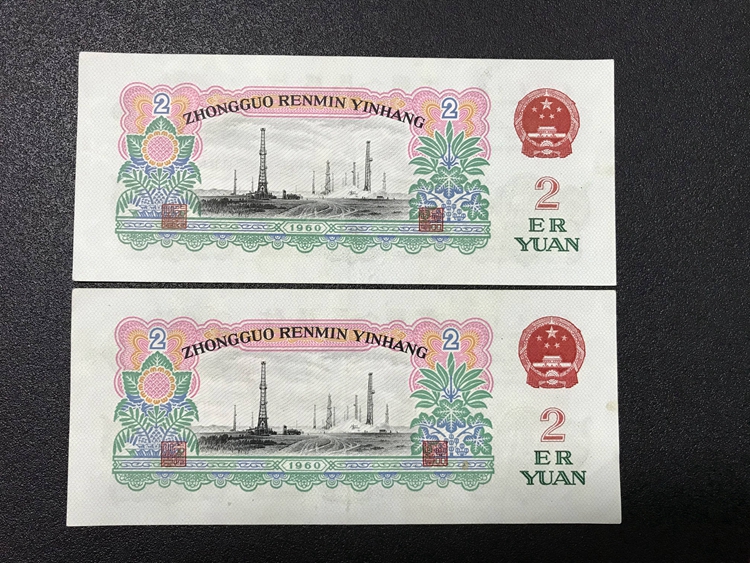 2 ZHONGGUO RENMIN YINHANG 2
1960
2
ER
YUAN
2 ZHONGGUO RENMIN YINHANG 2
1960
2
ER
YUAN